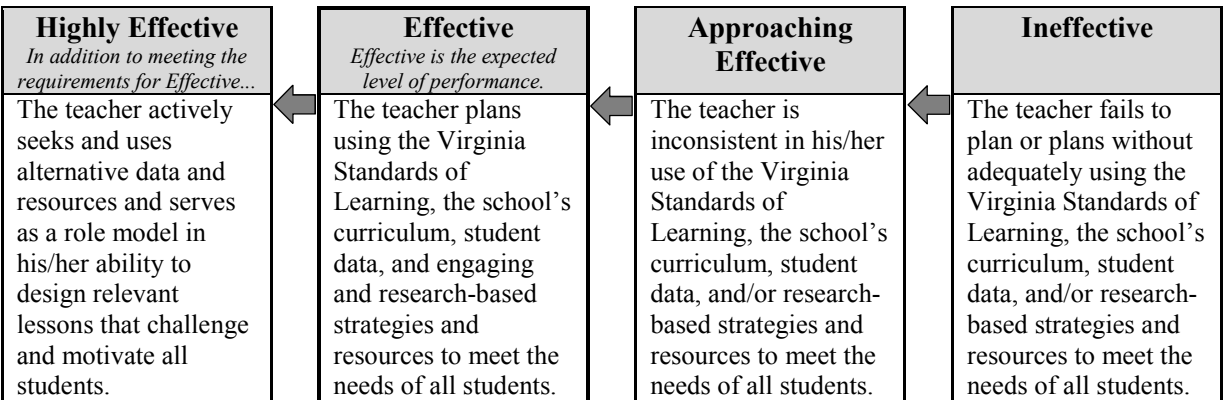 Highly Effective
In addition to meeting the
requirements for Effective...
The teacher actively
seeks and uses
alternative data and
resources and serves
as a role model in
his/her ability to
design relevant
lessons that challenge
and motivate all
students.
Effective
Effective is the expected
level of performance.
The teacher plans
using the Virginia
Standards of
Learning, the school’s
curriculum, student
data, and engaging
and research-based
strategies and
resources to meet the
needs of all students.
Approaching
Effective
The teacher is
inconsistent in his/her
use of the Virginia
Standards of
Learning, the school’s
curriculum, student
data, and/or research-
based strategies and
resources to meet the
needs of all students.
Ineffective
The teacher fails to
plan or plans without
adequately using the
Virginia Standards of
Learning, the school’s
curriculum, student
data, and/or research-
based strategies and
resources to meet the
needs of all students.